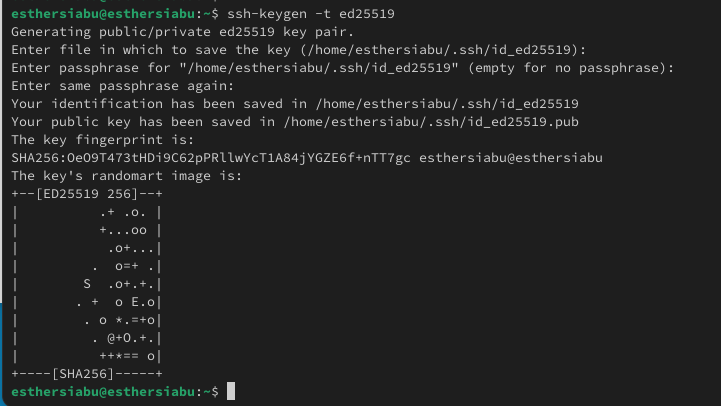 esthersiabu@esthersiabu:~$ ssh-keygen -t ed25519
Generating public/private ed25519 key pair.
Enter file in which to save the key (/home/esthersiabu/.ssh/id_ed25519):
Enter passphrase for "/home/esthersiabu/.ssh/id_ed25519" (empty for no passphrase):
Enter same passphrase again:
Your identification has been saved in /home/esthersiabu/.ssh/id_ed25519
Your public key has been saved in /home/esthersiabu/.ssh/id_ed25519.pub
The key fingerprint is:
SHA256:OeO9T473tHDi9C62pPRllwYcT1A84jYGZE6f+nTT7gc esthersiabu@esthersiabu
The key's randomart image is:
+--[ED25519 256]--+
|          .+ .o. |
|          +...oo |
|           .o+...|
|         .  o=+ .|
|        S  .o+.+.|
|       . +  o E.o|
|        . o *.=+o|
|         . @+O.+.|
|          ++*== o|
+----[SHA256]-----+
esthersiabu@esthersiabu:~$